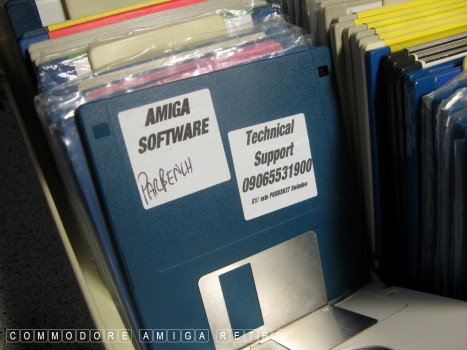 AMIGA
SOFTWARE
PARBENCH
Technical
Support
09065531900
COMMODORE AMIGA RETRO